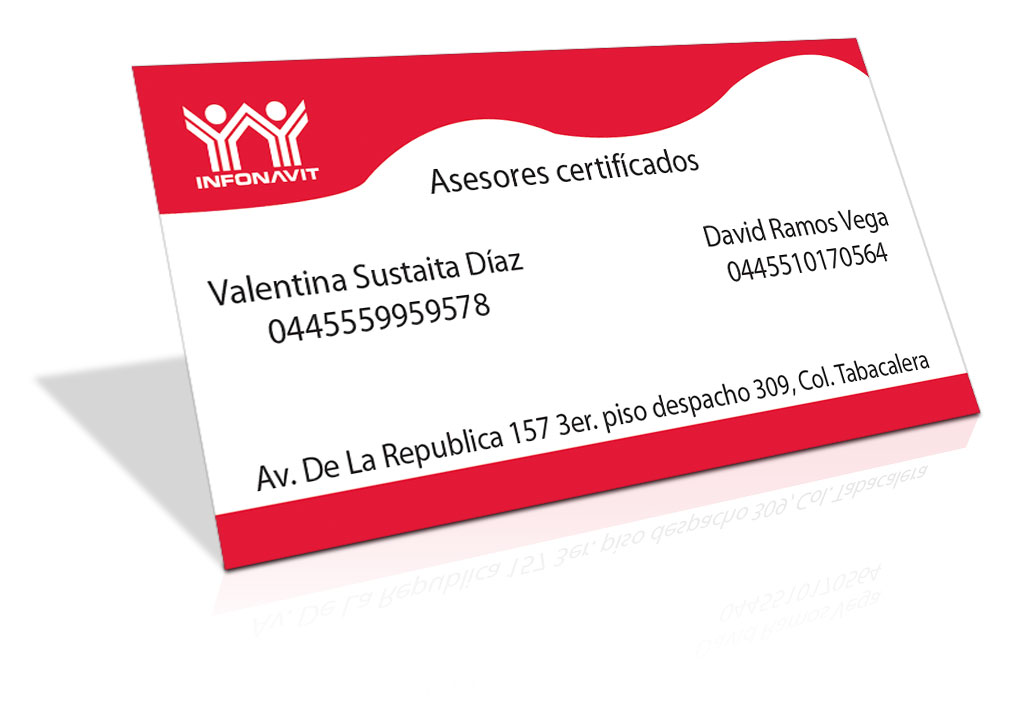 INFONAVIT
Asesores certifícados
Valentina Sustaita Díaz
0445559959578
David Ramos Vega
0445510170564
Av. De La Republica 157 3er. piso despacho 309, Col. Tabacalera